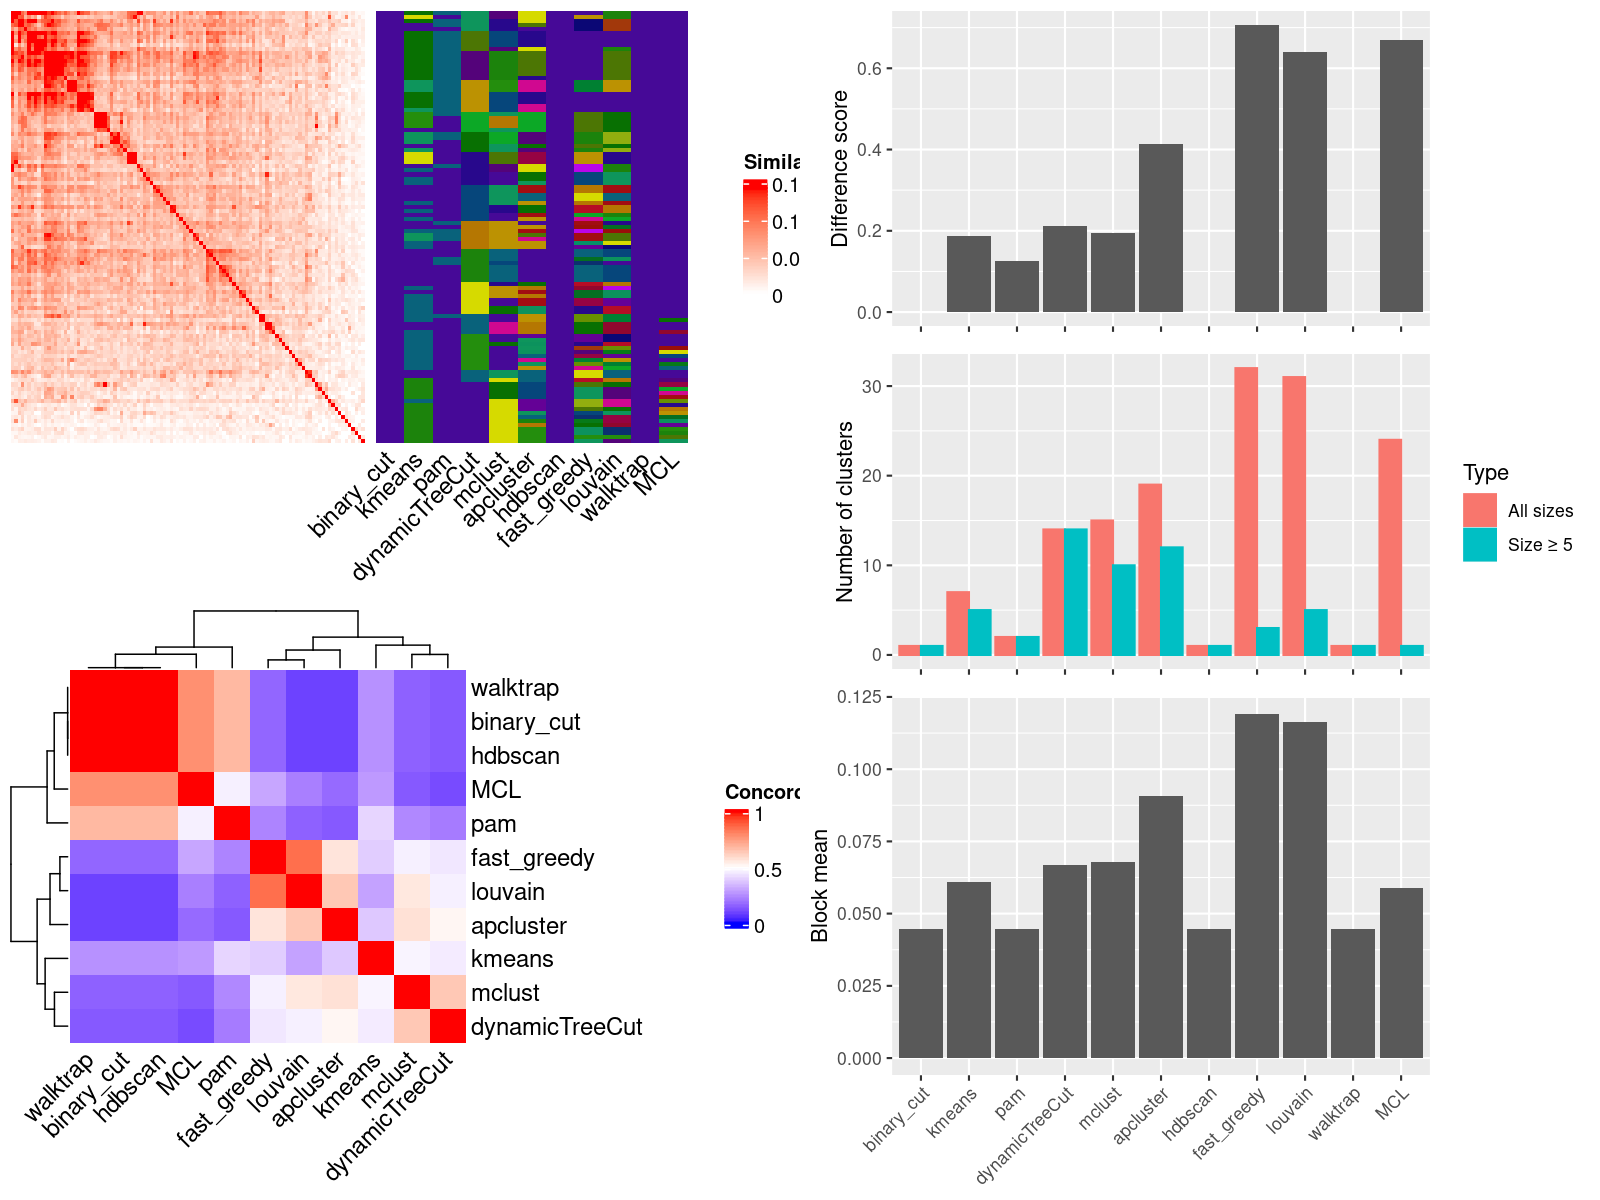 Simila
0.1
0.1
0.0
0
binary_cut
kmeans
pam
dynamicTreeCut
mclust
apcluster
hdbscan
fast_greedy
louvain
walktrap
MCL
walktrap
binary_cut
hdbscan
MCL
pam
fast_greedy
louvain
apcluster
kmeans
mclust
dynamicTreeCut
walktrap
binary_cut
hdbscan
MCL
pam
fast_greedy
louvain
apcluster
kmeans
mclust
dynamicTreeCut
Concord
1
0.5
0
Difference score
0.6
0.4
0.2
0.0
Number of clusters
30
20
10
0
Type
All sizes
Size ≥ 5
Block mean
0.125
0.100
0.075
0.050
0.025
0.000
binary_cut
kmeans
pam
dynamicTreeCut
mclust
apcluster
hdbscan
fast_greedy
louvain
walktrap
MCL